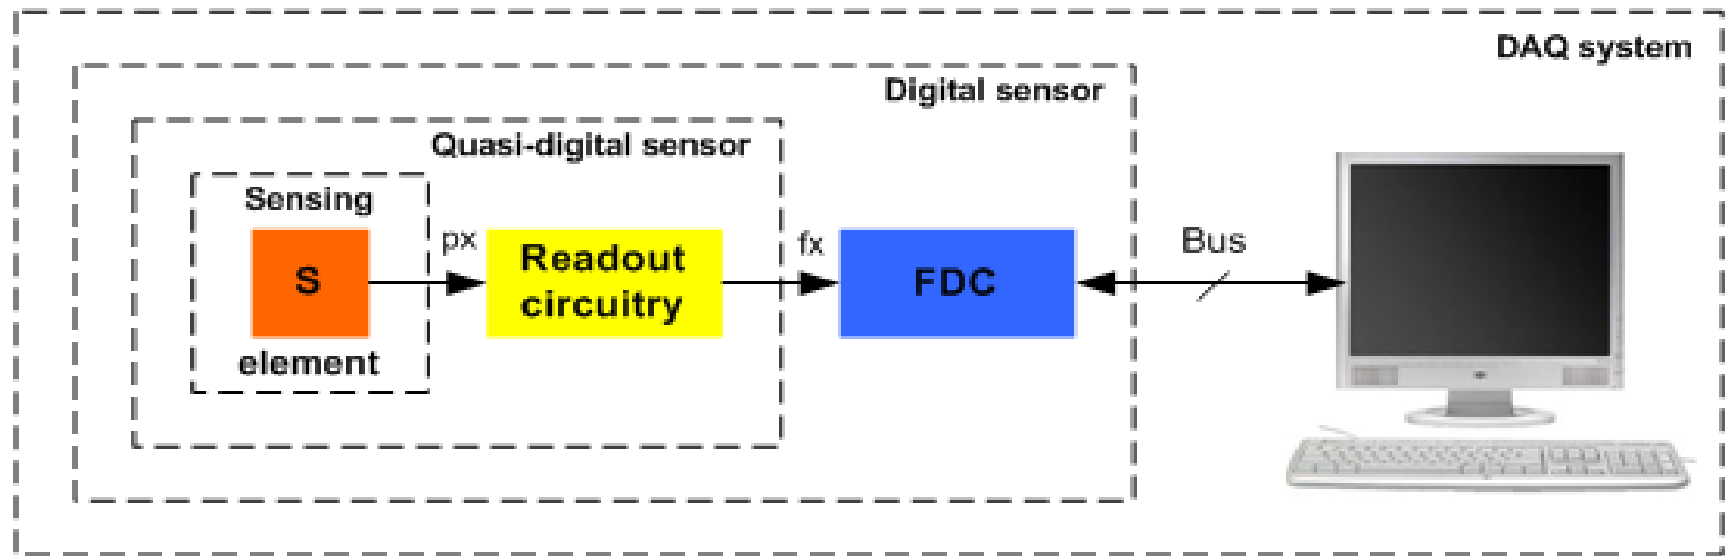 DAQ system
Digital sensor
Quasi-digital sensor
Sensing
S
element
px
Readout
circuitry
fx
FDC
Bus